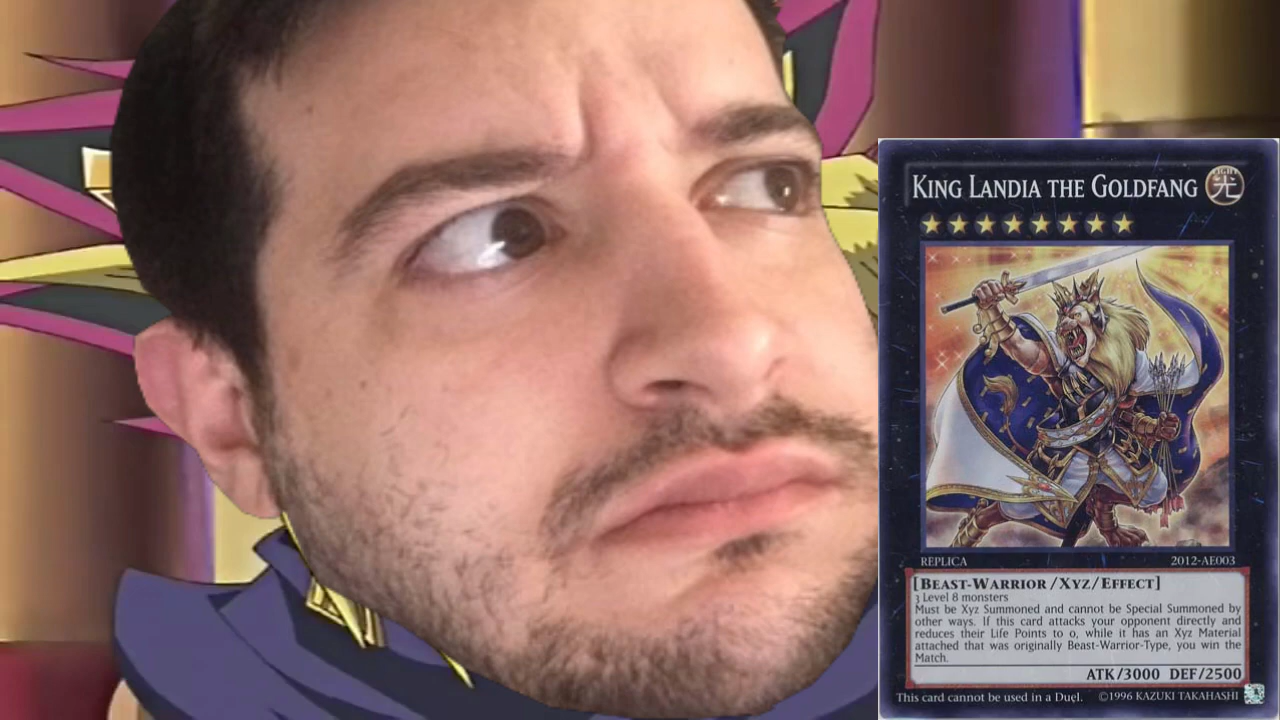 KING LANDIA THE GOLDFANG
LIGHT
光
REPLICA
2012-AE003
[BEAST-WARRIOR/XYZ/EFFECT]
3 Level 8 monsters
Must be Xyz Summoned and cannot be Special Summoned by
other ways. If this card attacks your opponent directly and
reduces their Life Points to 0, while it has an Xyz Material
attached that was originally Beast-Warrior-Type, you win the
Match.
ATK/3000 DEF/2500
This card cannot be used in a Duel.
©1996 KAZUKI TAKAHASHI